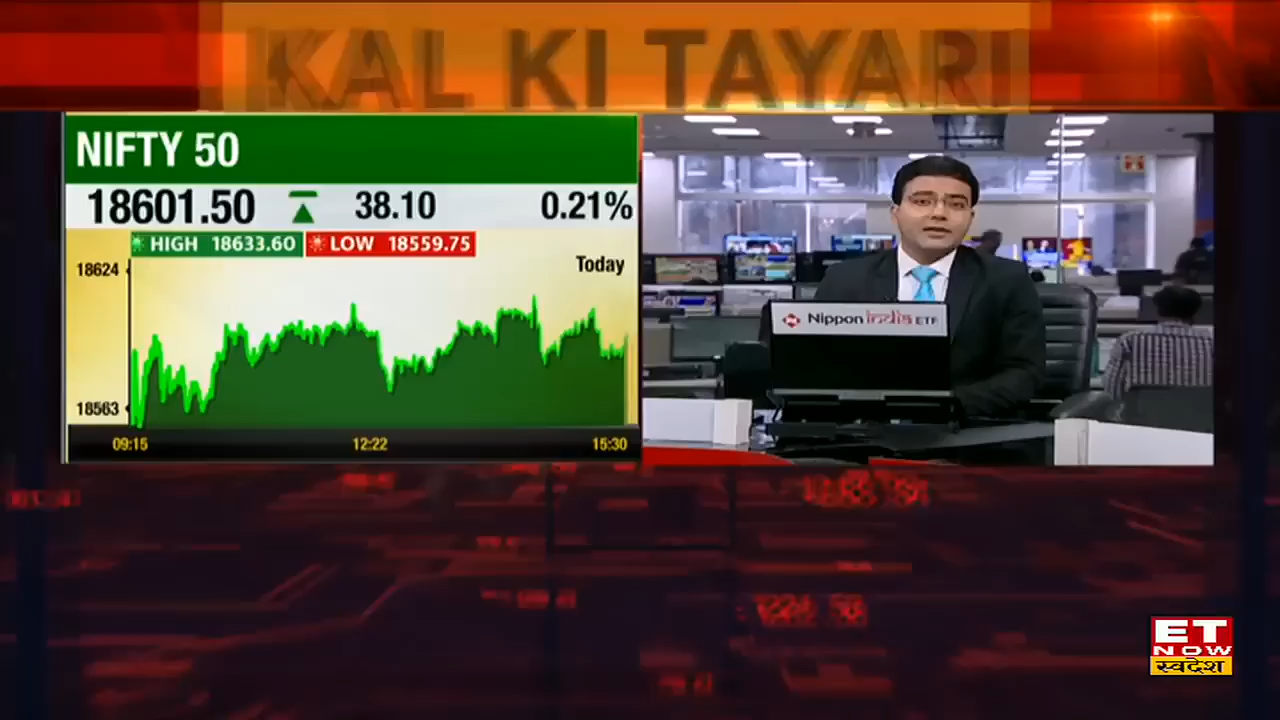 KAL KI TAYARI
NIFTY 50
18601.50 38.10 0.21%
HIGH 18633.60 LOW 18559.75
Today
18624
18563
09:15 12:22 15:30
Nippon india ETF
ET
NOW
स्वदेश